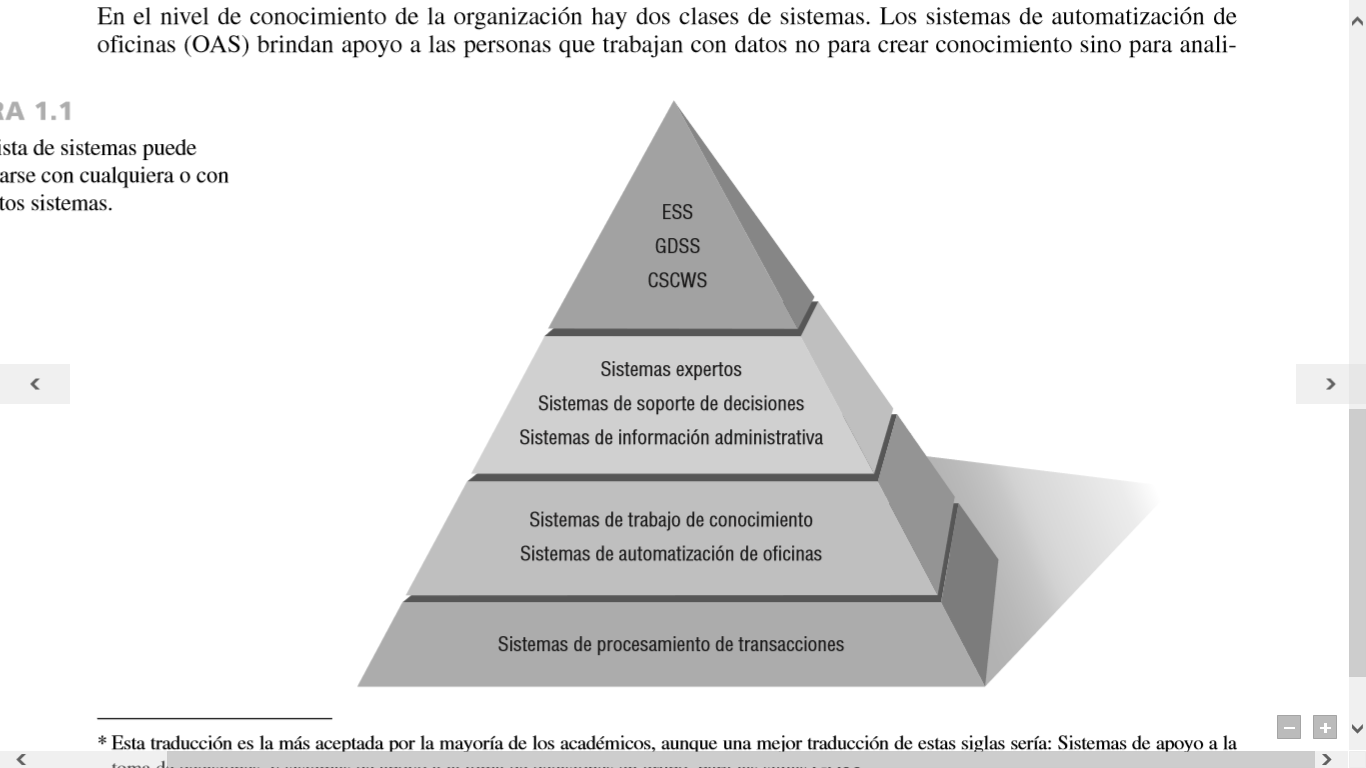 En el nivel de conocimiento de la organización hay dos clases de sistemas. Los sistemas de automatización de
oficinas (OAS) brindan apoyo a las personas que trabajan con datos no para crear conocimiento sino para anali-
RA 1.1
ista de sistemas puede
arse con cualquiera o con
tos sistemas.
ESS
GDSS
CSCWS
Sistemas expertos
Sistemas de soporte de decisiones
Sistemas de información administrativa
Sistemas de trabajo de conocimiento
Sistemas de automatización de oficinas
Sistemas de procesamiento de transacciones
* Esta traducción es la más aceptada por la mayoría de los académicos, aunque una mejor traducción de estas siglas sería: Sistemas de apoyo a la